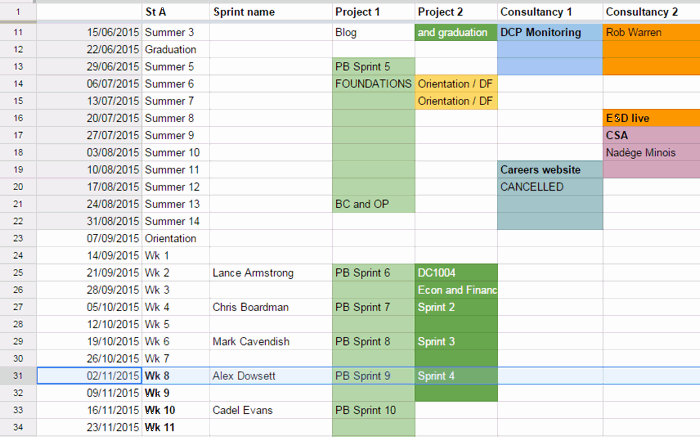 1 St A Sprint name Project 1 Project 2 Consultancy 1 Consultancy 2
11 15/06/2015 Summer 3 Blog and graduation DCP Monitoring Rob Warren
12 22/06/2015 Graduation
13 29/06/2015 Summer 5 PB Sprint 5
14 06/07/2015 Summer 6 FOUNDATIONS Orientation / DF
15 13/07/2015 Summer 7 Orientation / DF
16 20/07/2015 Summer 8 ESD live
17 27/07/2015 Summer 9 CSA
18 03/08/2015 Summer 10 Nadège Minois
19 10/08/2015 Summer 11 Careers website
20 17/08/2015 Summer 12 CANCELLED
21 24/08/2015 Summer 13 BC and OP
22 31/08/2015 Summer 14
23 07/09/2015 Orientation
24 14/09/2015 Wk 1
25 21/09/2015 Wk 2 Lance Armstrong PB Sprint 6 DC1004
26 28/09/2015 Wk 3 Econ and Financ
27 05/10/2015 Wk 4 Chris Boardman PB Sprint 7 Sprint 2
28 12/10/2015 Wk 5
29 19/10/2015 Wk 6 Mark Cavendish PB Sprint 8 Sprint 3
30 26/10/2015 Wk 7
31 02/11/2015 Wk 8 Alex Dowsett PB Sprint 9 Sprint 4
32 09/11/2015 Wk 9
33 16/11/2015 Wk 10 Cadel Evans PB Sprint 10
34 23/11/2015 Wk 11